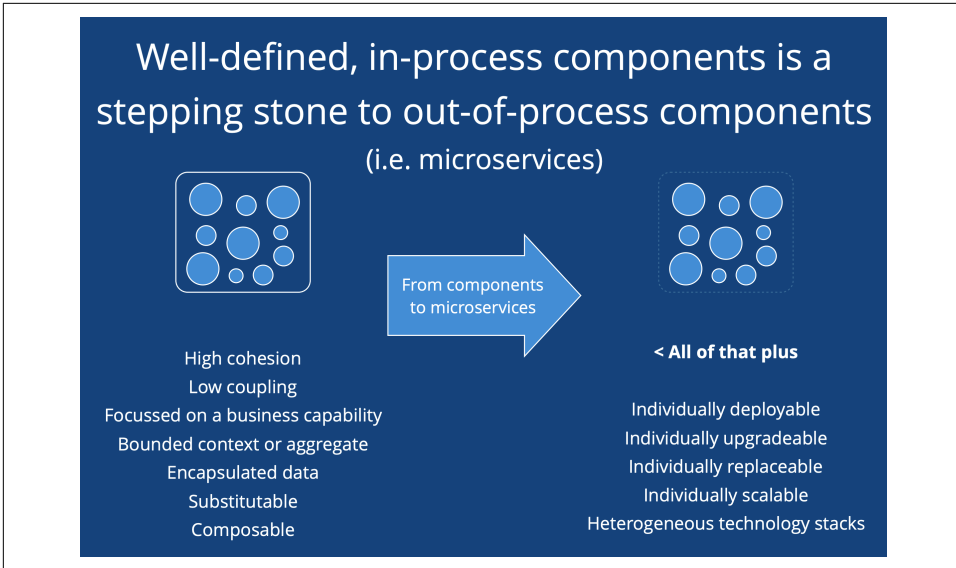 Well-defined, in-process components is a
stepping stone to out-of-process components
(i.e. microservices)
From components
to microservices
High cohesion
Low coupling
Focussed on a business capability
Bounded context or aggregate
Encapsulated data
Substitutable
Composable
< All of that plus
Individually deployable
Individually upgradeable
Individually replaceable
Individually scalable
Heterogeneous technology stacks